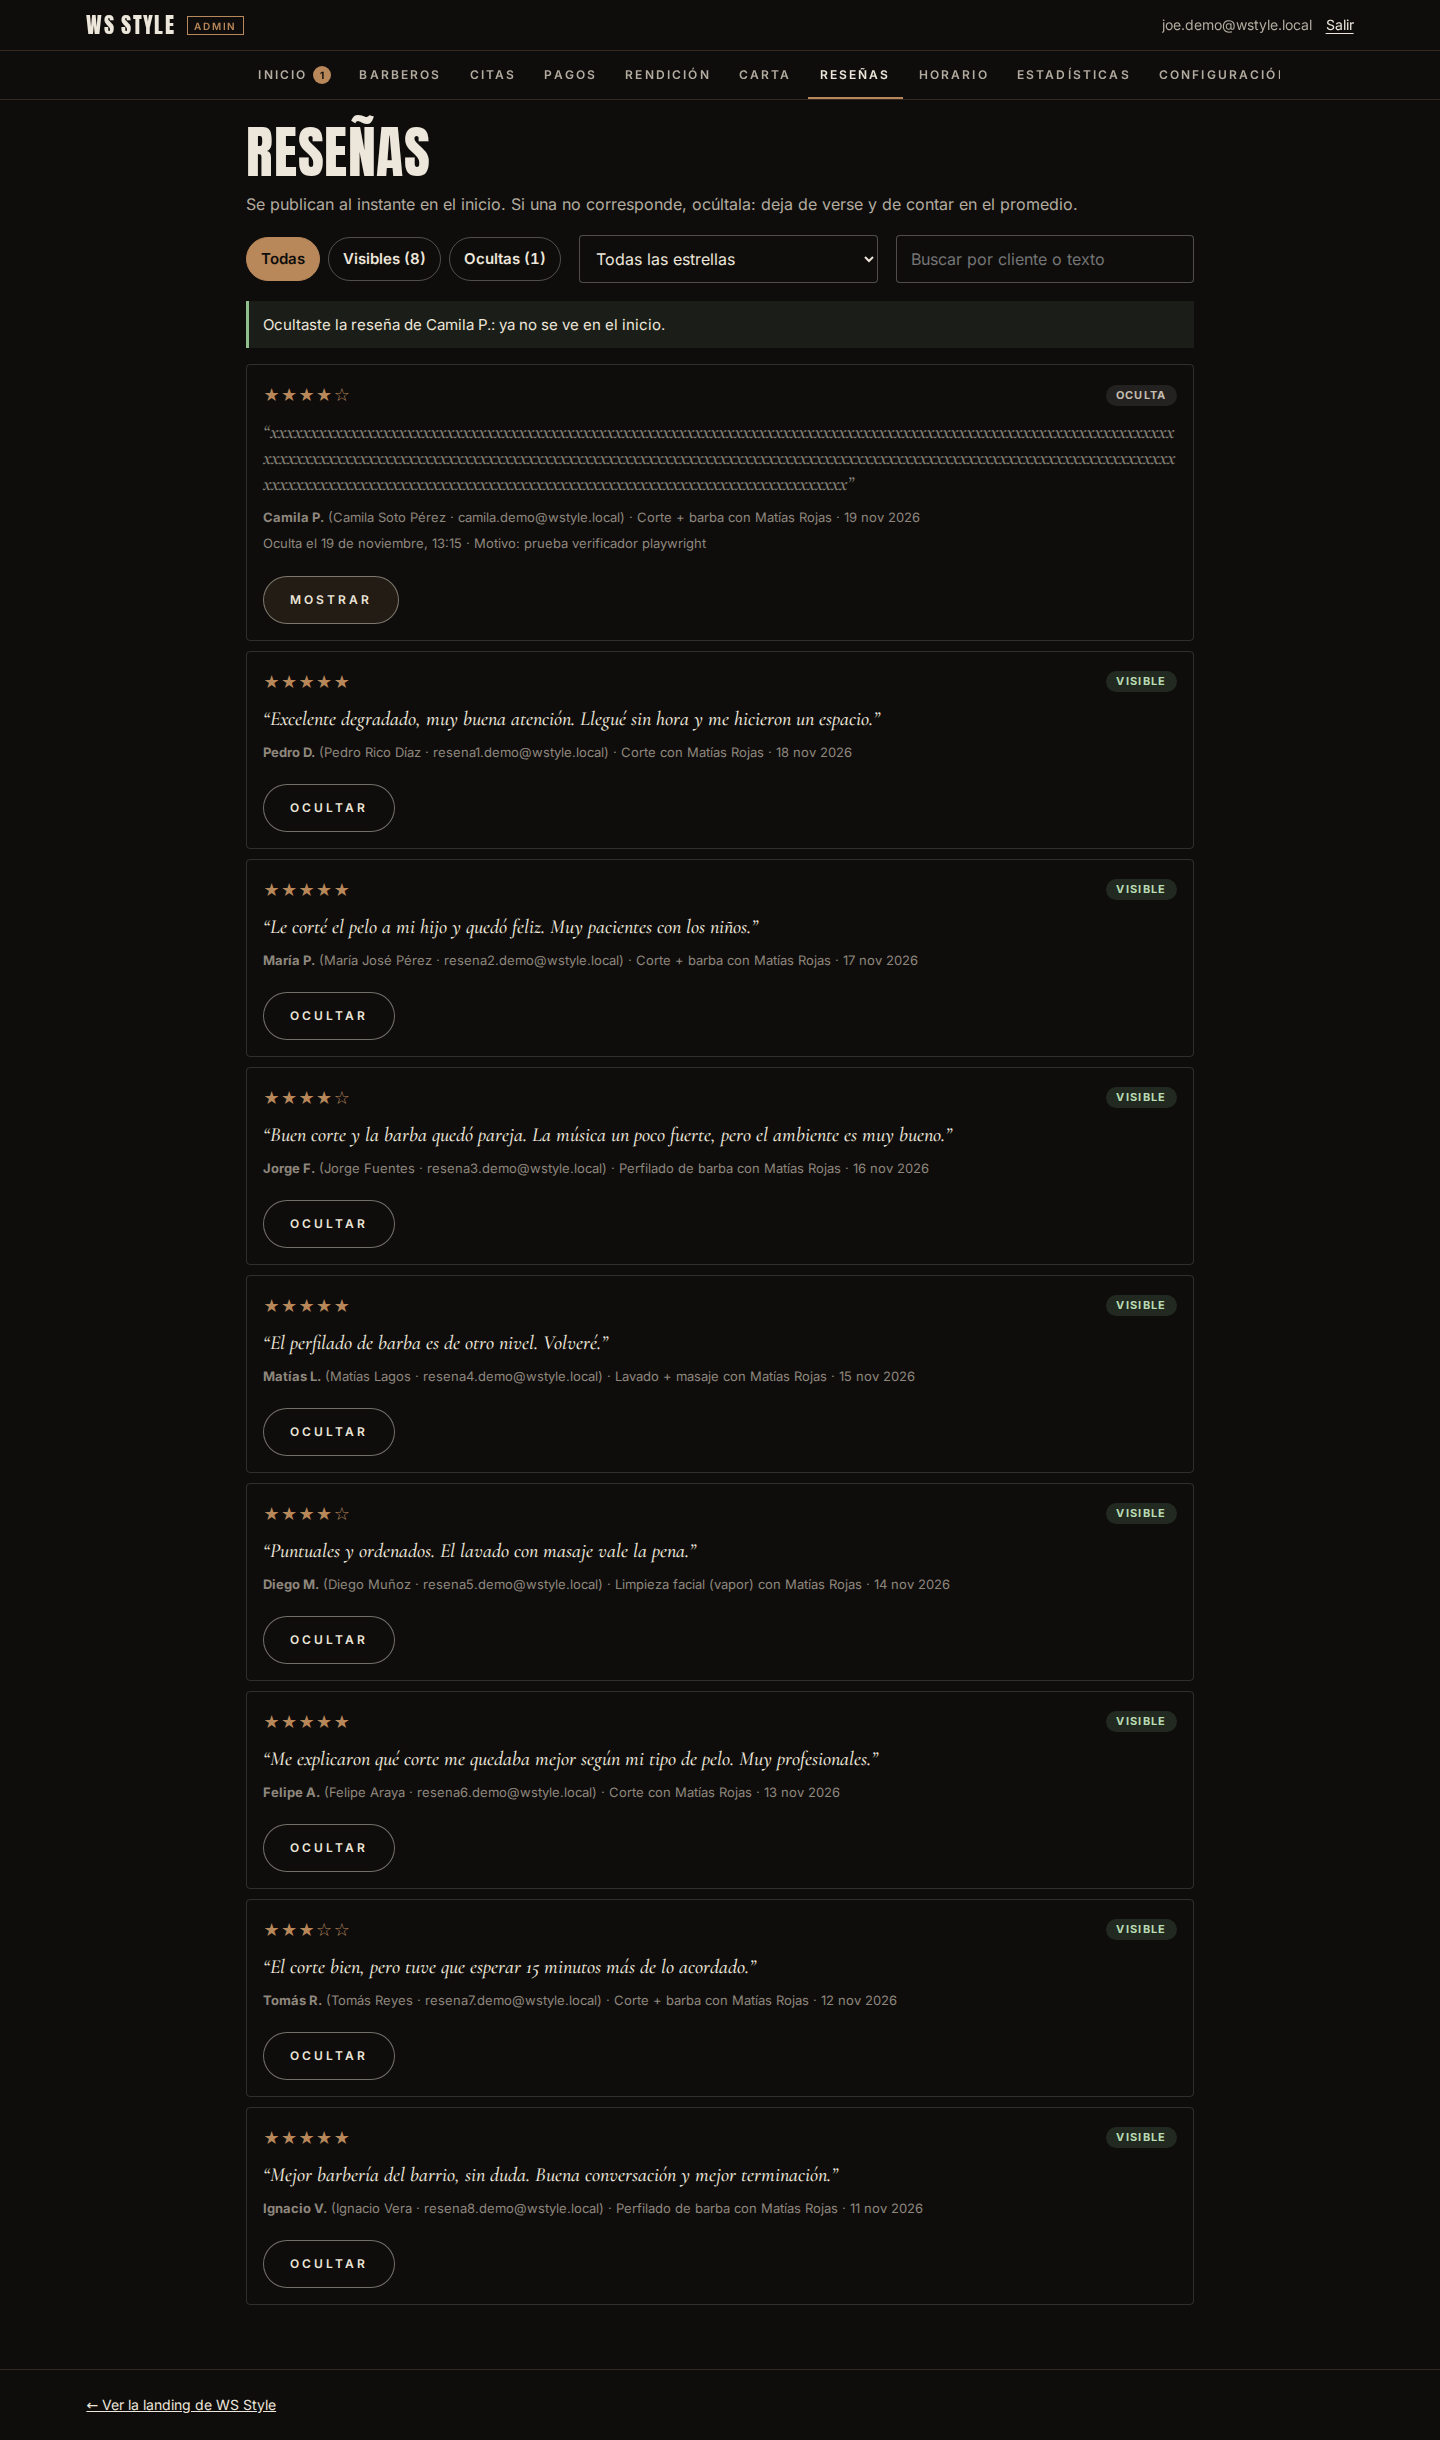 WS STYLE ADMIN
joe.demo@wstyle.local Salir
INICIO 1 BARBEROS CITAS PAGOS RENDICIÓN CARTA RESEÑAS HORARIO ESTADÍSTICAS
RESEÑAS
Se publican al instante en el inicio. Si una no corresponde, ocúltala: deja de verse y de contar en el promedio.
Todas Visibles (8) Ocultas (1) Todas las estrellas Buscar por cliente o texto
Ocultaste la reseña de Camila P.: ya no se ve en el inicio.
★★★★☆ OCULTA
Camila P. (Camila Soto Pérez · camila.demo@wstyle.local) · Corte + barba con Matías Rojas · 19 nov 2026
Oculta el 19 de noviembre, 13:15 · Motivo: prueba verificador playwright
MOSTRAR
★★★★★ VISIBLE
“Excelente degradado, muy buena atención. Llegué sin hora y me hicieron un espacio.”
Pedro D. (Pedro Rico Díaz · resena1.demo@wstyle.local) · Corte con Matías Rojas · 18 nov 2026
OCULTAR
★★★★★ VISIBLE
“Le corté el pelo a mi hijo y quedó feliz. Muy pacientes con los niños.”
María P. (María José Pérez · resena2.demo@wstyle.local) · Corte + barba con Matías Rojas · 17 nov 2026
OCULTAR
★★★★☆ VISIBLE
“Buen corte y la barba quedó pareja. La música un poco fuerte, pero el ambiente es muy bueno.”
Jorge F. (Jorge Fuentes · resena3.demo@wstyle.local) · Perfilado de barba con Matías Rojas · 16 nov 2026
OCULTAR
★★★★★ VISIBLE
“El perfilado de barba es de otro nivel. Volveré.”
Matías L. (Matías Lagos · resena4.demo@wstyle.local) · Lavado + masaje con Matías Rojas · 15 nov 2026
OCULTAR
★★★★☆ VISIBLE
“Puntuales y ordenados. El lavado con masaje vale la pena.”
Diego M. (Diego Muñoz · resena5.demo@wstyle.local) · Limpieza facial (vapor) con Matías Rojas · 14 nov 2026
OCULTAR
★★★★★ VISIBLE
“Me explicaron qué corte me quedaba mejor según mi tipo de pelo. Muy profesionales.”
Felipe A. (Felipe Araya · resena6.demo@wstyle.local) · Corte con Matías Rojas · 13 nov 2026
OCULTAR
★★★☆☆ VISIBLE
“El corte bien, pero tuve que esperar 15 minutos más de lo acordado.”
Tomás R. (Tomás Reyes · resena7.demo@wstyle.local) · Corte + barba con Matías Rojas · 12 nov 2026
OCULTAR
★★★★★ VISIBLE
“Mejor barbería del barrio, sin duda. Buena conversación y mejor terminación.”
Ignacio V. (Ignacio Vera · resena8.demo@wstyle.local) · Perfilado de barba con Matías Rojas · 11 nov 2026
OCULTAR
← Ver la landing de WS Style